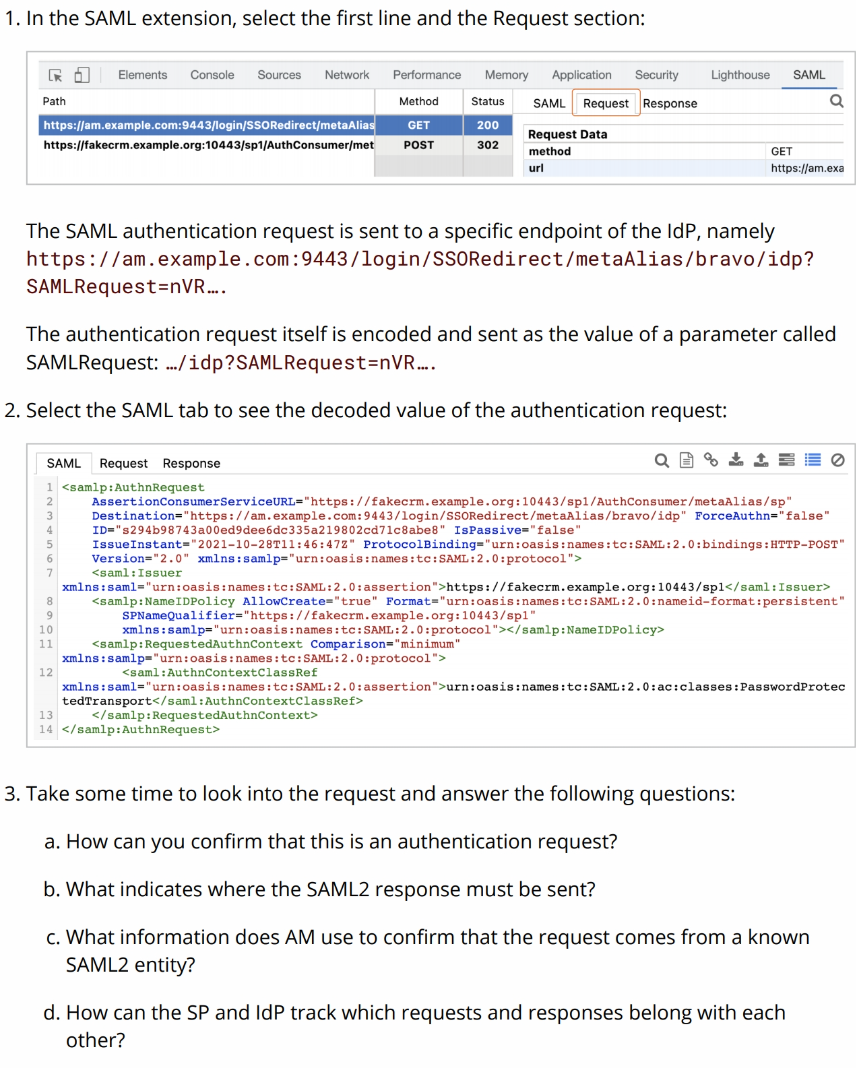 1. In the SAML extension, select the first line and the Request section:
Elements Console Sources Network Performance Memory Application Security Lighthouse SAML
Path Method Status SAML Request Response
https://am.example.com:9443/login/SSORedirect/metaAlias GET 200
Request Data
https://fakecrm.example.org:10443/sp1/AuthConsumer/met POST 302
method GET
url https://am.exa
The SAML authentication request is sent to a specific endpoint of the IdP, namely
https://am.example.com:9443/login/SSORedirect/metaAlias/bravo/idp?
SAMLRequest=nVR….
The authentication request itself is encoded and sent as the value of a parameter called
SAMLRequest: …/idp?SAMLRequest=nVR….
2. Select the SAML tab to see the decoded value of the authentication request:
SAML Request Response
1 <samlp:AuthnRequest
2 AssertionConsumerServiceURL="https://fakecrm.example.org:10443/sp1/AuthConsumer/metaAlias/sp"
3 Destination="https://am.example.com:9443/login/SSORedirect/metaAlias/bravo/idp" ForceAuthn="false"
4 ID="s294b98743a00ed9dee6dc335a219802cd71c8abe8" IsPassive="false"
5 IssueInstant="2021-10-28T11:46:47Z" ProtocolBinding="urn:oasis:names:tc:SAML:2.0:bindings:HTTP-POST"
6 Version="2.0" xmlns:samlp="urn:oasis:names:tc:SAML:2.0:protocol">
7 <saml:Issuer
xmlns:saml="urn:oasis:names:tc:SAML:2.0:assertion">https://fakecrm.example.org:10443/sp1</saml:Issuer>
8 <samlp:NameIDPolicy AllowCreate="true" Format="urn:oasis:names:tc:SAML:2.0:nameid-format:persistent"
9 SPNameQualifier="https://fakecrm.example.org:10443/sp1"
10 xmlns:samlp="urn:oasis:names:tc:SAML:2.0:protocol"></samlp:NameIDPolicy>
11 <samlp:RequestedAuthnContext Comparison="minimum"
xmlns:samlp="urn:oasis:names:tc:SAML:2.0:protocol">
12 <saml:AuthnContextClassRef
xmlns:saml="urn:oasis:names:tc:SAML:2.0:assertion">urn:oasis:names:tc:SAML:2.0:ac:classes:PasswordProtec
tedTransport</saml:AuthnContextClassRef>
13 </samlp:RequestedAuthnContext>
14 </samlp:AuthnRequest>
3. Take some time to look into the request and answer the following questions:
a. How can you confirm that this is an authentication request?
b. What indicates where the SAML2 response must be sent?
c. What information does AM use to confirm that the request comes from a known
SAML2 entity?
d. How can the SP and IdP track which requests and responses belong with each
other?